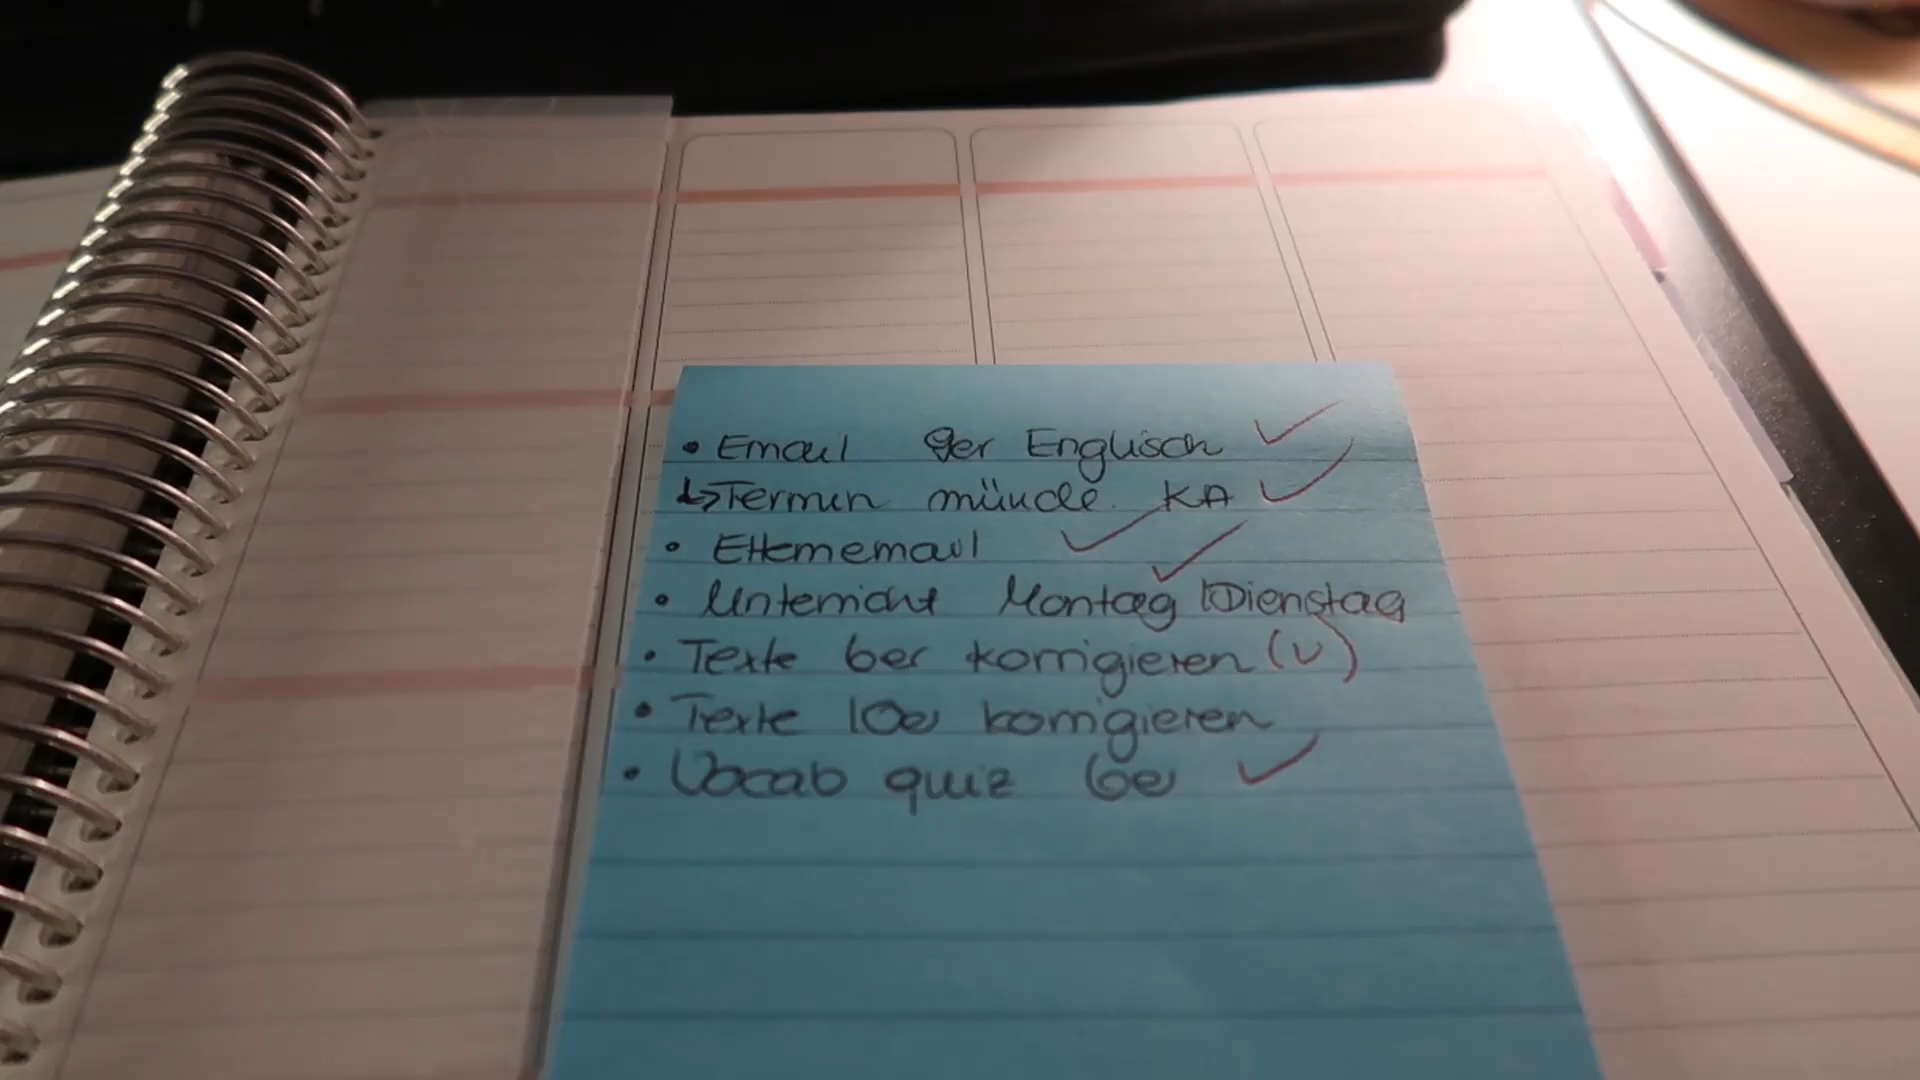 • Email 9er Englisch ✓
↳ Termin mündl. KA ✓
• Elternemail ✓
• Unterricht Montag Dienstag ✓
• Texte 6er korrigieren (✓)
• Texte 10er korrigieren
• Vocab quiz 6er ✓